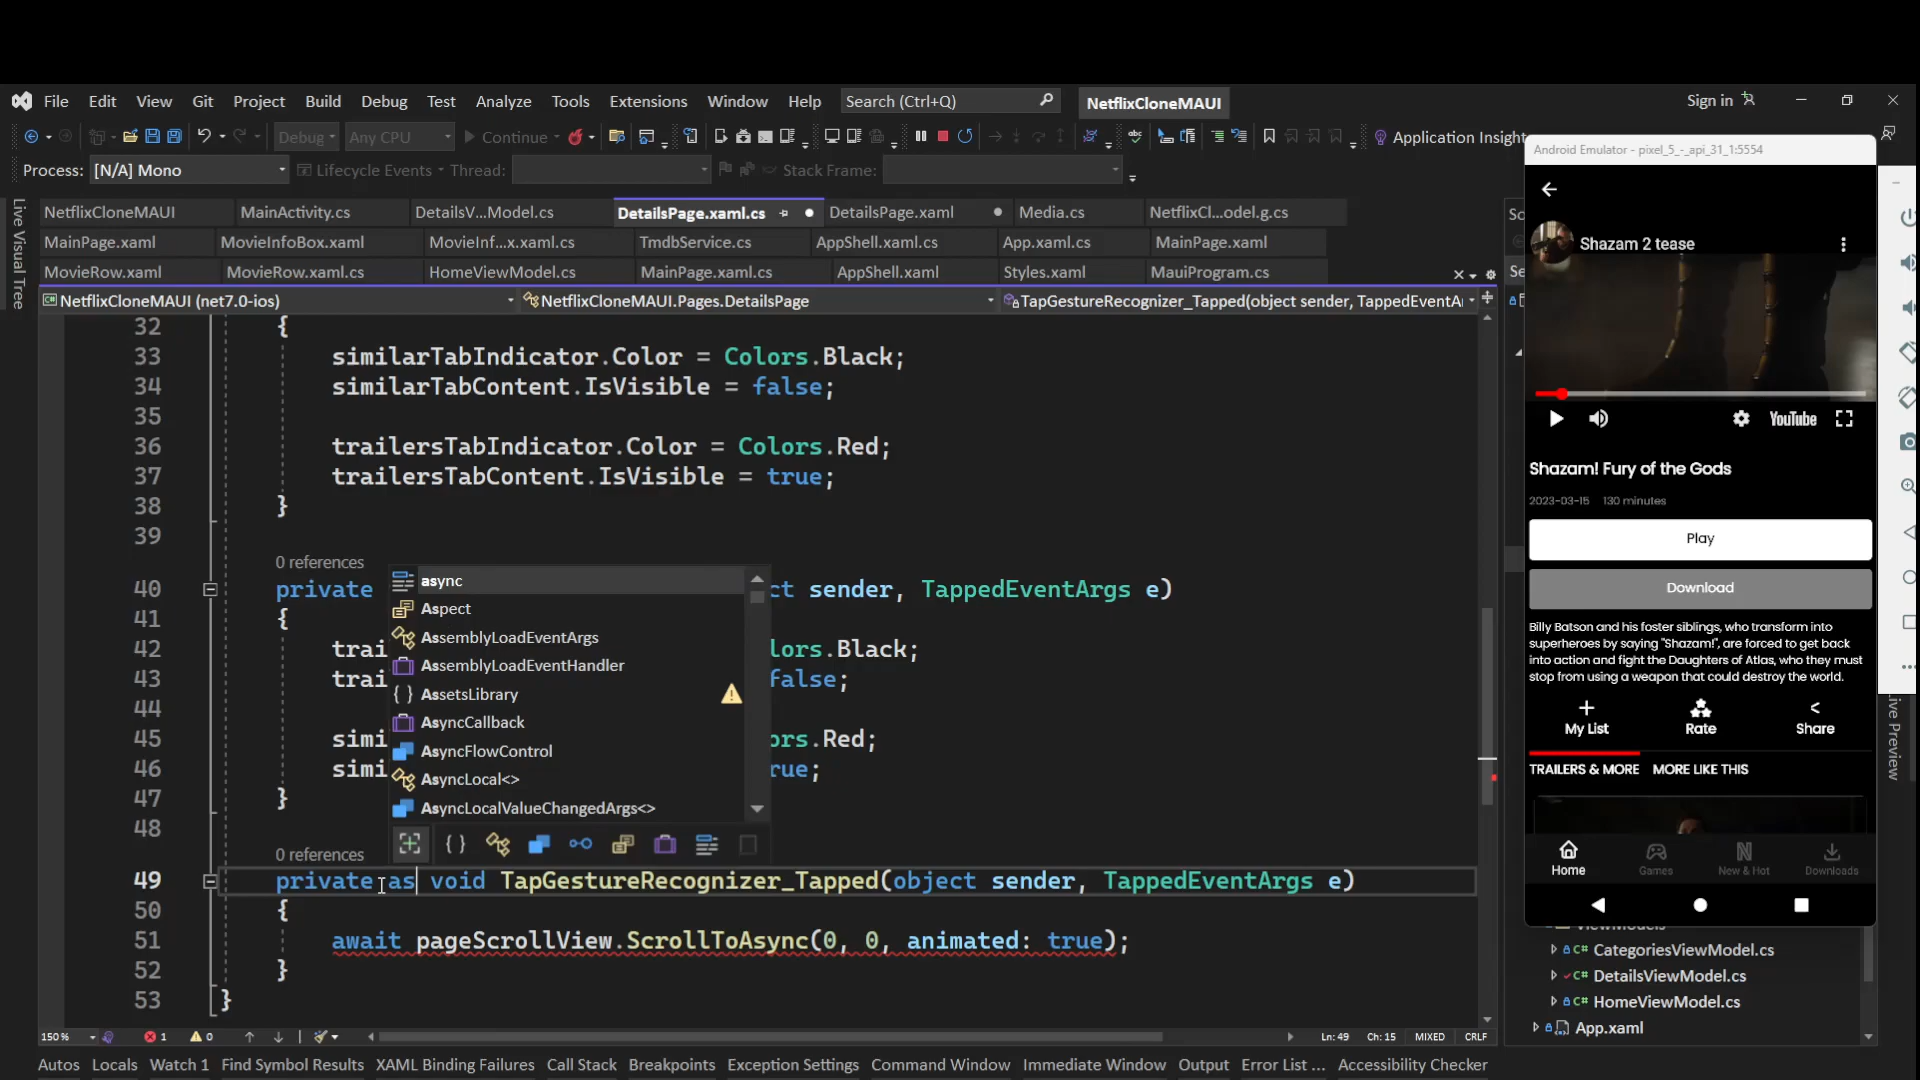 File Edit View Git Project Build Debug Test Analyze Tools Extensions Window Help Search (Ctrl+Q) NetflixCloneMAUI Sign in
Debug Any CPU Continue Application Insight
Process: [N/A] Mono Lifecycle Events Thread: Stack Frame:
NetflixCloneMAUI MainActivity.cs DetailsV...Model.cs DetailsPage.xaml.cs DetailsPage.xaml Media.cs NetflixCl...odel.g.cs
MainPage.xaml MovieInfoBox.xaml MovieInf...x.xaml.cs TmdbService.cs AppShell.xaml.cs App.xaml.cs MainPage.xaml
MovieRow.xaml MovieRow.xaml.cs HomeViewModel.cs MainPage.xaml.cs AppShell.xaml Styles.xaml MauiProgram.cs
NetflixCloneMAUI (net7.0-ios) NetflixCloneMAUI.Pages.DetailsPage TapGestureRecognizer_Tapped(object sender, TappedEventA
Live Visual Tree
32 {
33 similarTabIndicator.Color = Colors.Black;
34 similarTabContent.IsVisible = false;
35
36 trailersTabIndicator.Color = Colors.Red;
37 trailersTabContent.IsVisible = true;
38 }
39
0 references
40 private ct sender, TappedEventArgs e)
41 {
42 trai lors.Black;
43 trai false;
44
45 simi ors.Red;
46 simi rue;
47 }
48
0 references
49 private as void TapGestureRecognizer_Tapped(object sender, TappedEventArgs e)
50 {
51 await pageScrollView.ScrollToAsync(0, 0, animated: true);
52 }
53 }
async
Aspect
AssemblyLoadEventArgs
AssemblyLoadEventHandler
AssetsLibrary
AsyncCallback
AsyncFlowControl
AsyncLocal<>
AsyncLocalValueChangedArgs<>
150 % 1 0 Ln: 49 Ch: 15 MIXED CRLF
Autos Locals Watch 1 Find Symbol Results XAML Binding Failures Call Stack Breakpoints Exception Settings Command Window Immediate Window Output Error List ... Accessibility Checker
Android Emulator - pixel_5_-_api_31_1:5554
Shazam 2 tease
YouTube
Shazam! Fury of the Gods
2023-03-15 130 minutes
Play
Download
Billy Batson and his foster siblings, who transform into
superheroes by saying "Shazam!", are forced to get back
into action and fight the Daughters of Atlas, who they must
stop from using a weapon that could destroy the world.
My List Rate Share
TRAILERS & MORE MORE LIKE THIS
Home Games New & Hot Downloads
So
Se
Live Preview
C# CategoriesViewModel.cs
C# DetailsViewModel.cs
C# HomeViewModel.cs
App.xaml